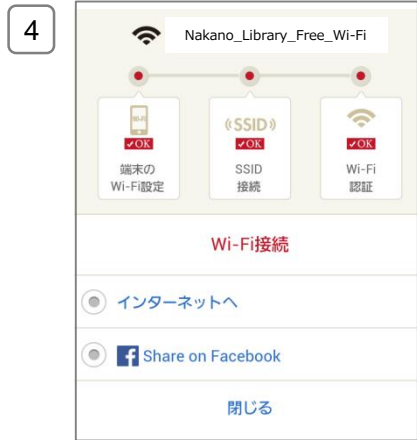 4
Nakano_Library_Free_Wi-Fi
Wi-Fi
✔OK
端末の
Wi-Fi設定
SSID
✔OK
SSID
接続
✔OK
Wi-Fi
認証
Wi-Fi接続
インターネットへ
Share on Facebook
閉じる